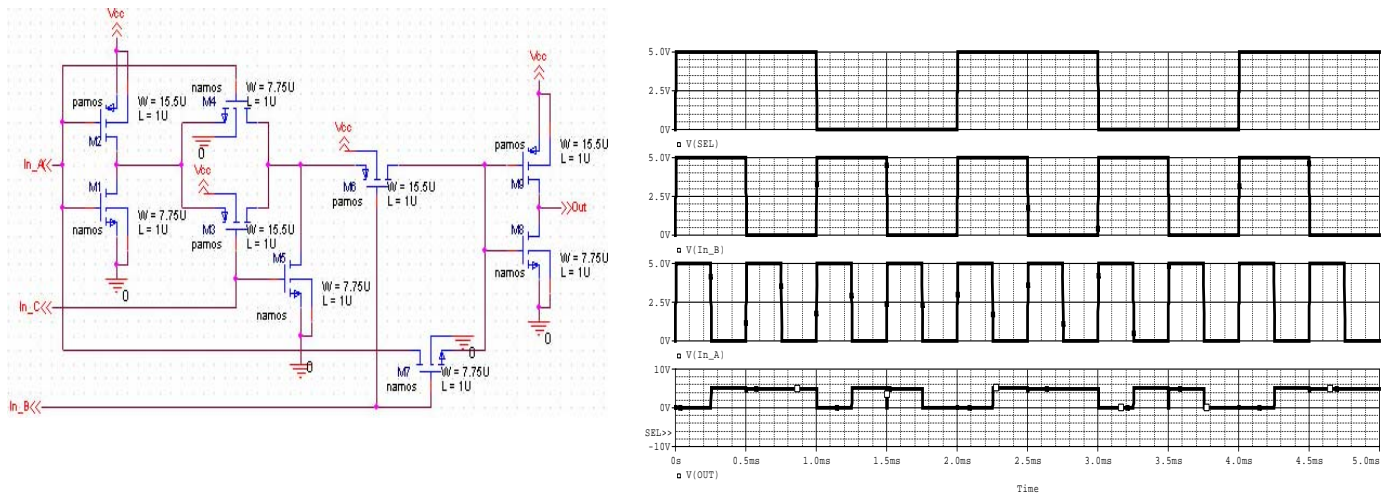 Vcc
Vcc
pamos
W = 15.5U
L = 1U
M2
namos
W = 7.75U
L = 1U
M4
0
Vcc
In_A
M1
W = 7.75U
L = 1U
namos
M3
W = 15.5U
L = 1U
pamos
Vcc
M6
W = 15.5U
L = 1U
pamos
pamos
W = 15.5U
L = 1U
M9
Out
M8
W = 7.75U
L = 1U
namos
0
M5
W = 7.75U
L = 1U
namos
0
In_C
0
0
M7
W = 7.75U
L = 1U
namos
In_B
5.0V
2.5V
0V
V(SEL)
5.0V
2.5V
0V
V(In_B)
5.0V
2.5V
0V
V(In_A)
10V
0V
SEL>>
-10V
0s 0.5ms 1.0ms 1.5ms 2.0ms 2.5ms 3.0ms 3.5ms 4.0ms 4.5ms 5.0ms
V(OUT)
Time